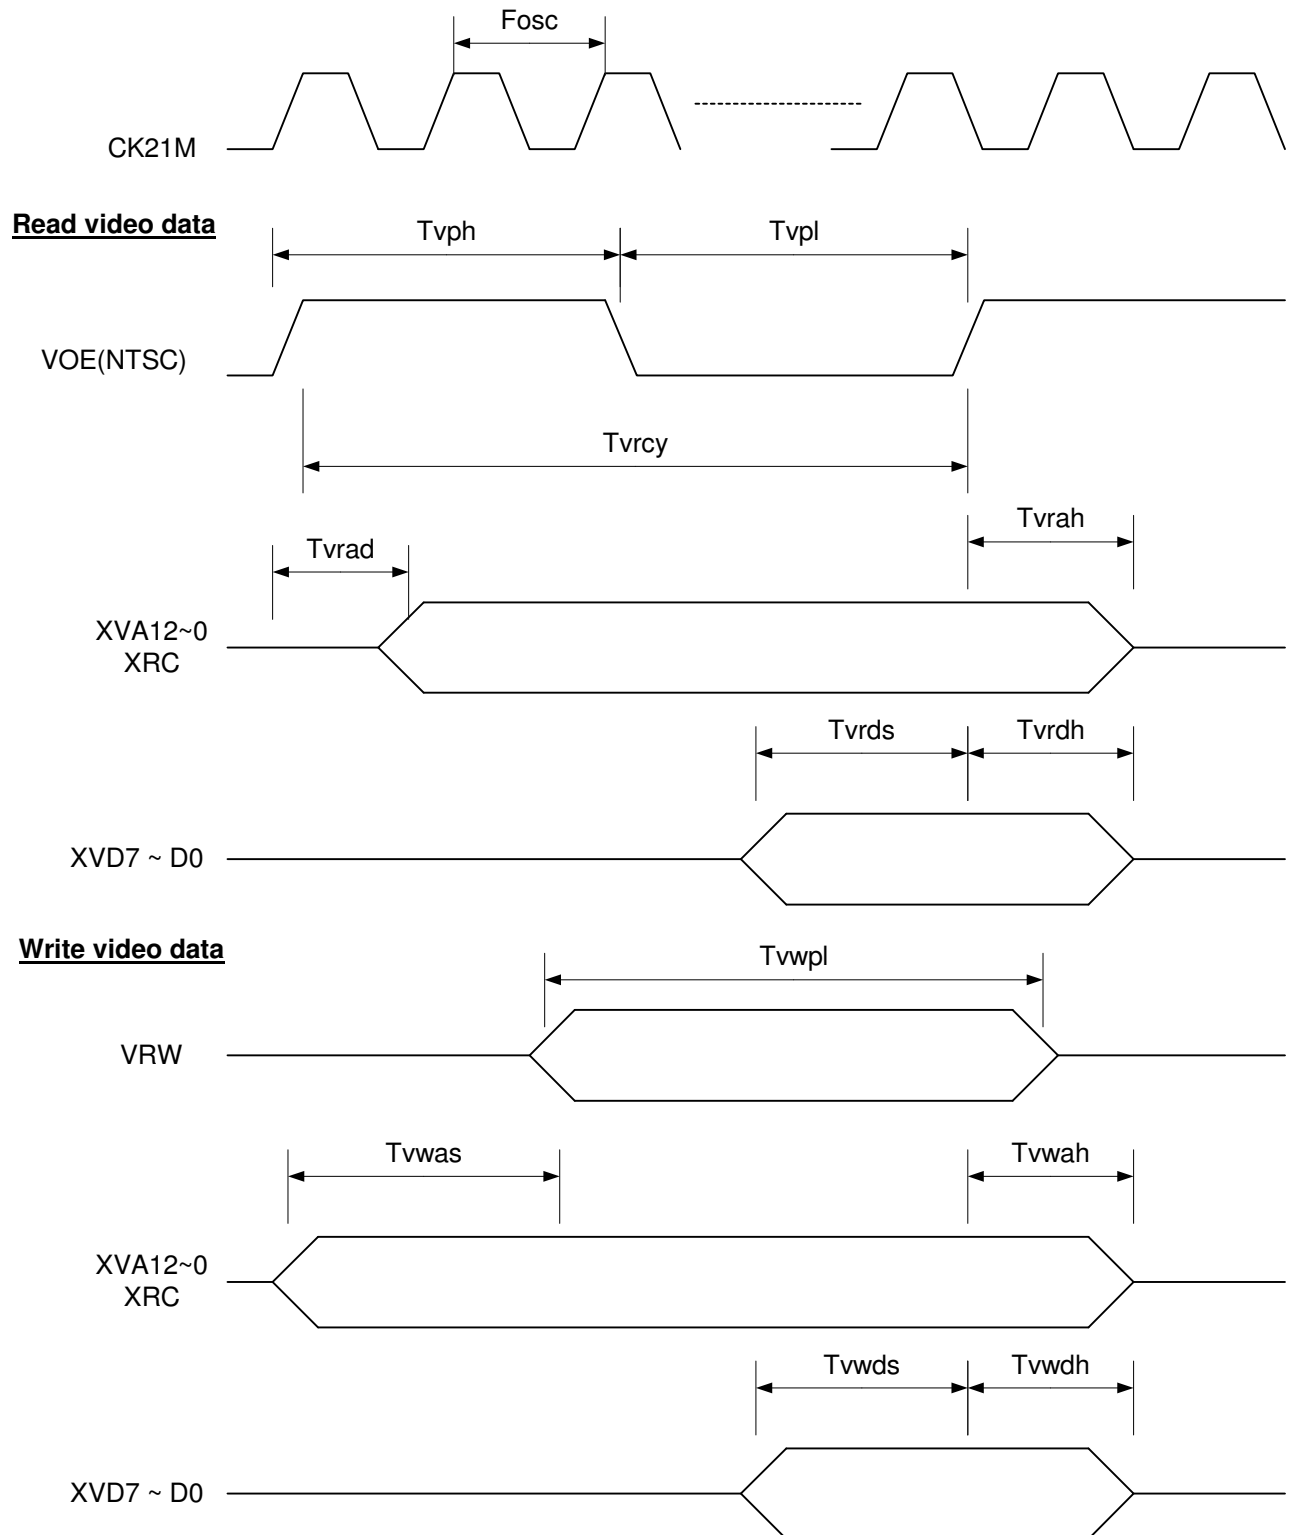 Fosc
CK21M
Read video data
Tvph
Tvpl
VOE(NTSC)
Tvrcy
Tvrah
Tvrad
XVA12~0
XRC
Tvrds
Tvrdh
XVD7 ~ D0
Write video data
Tvwpl
VRW
Tvwas
Tvwah
XVA12~0
XRC
Tvwds
Tvwdh
XVD7 ~ D0